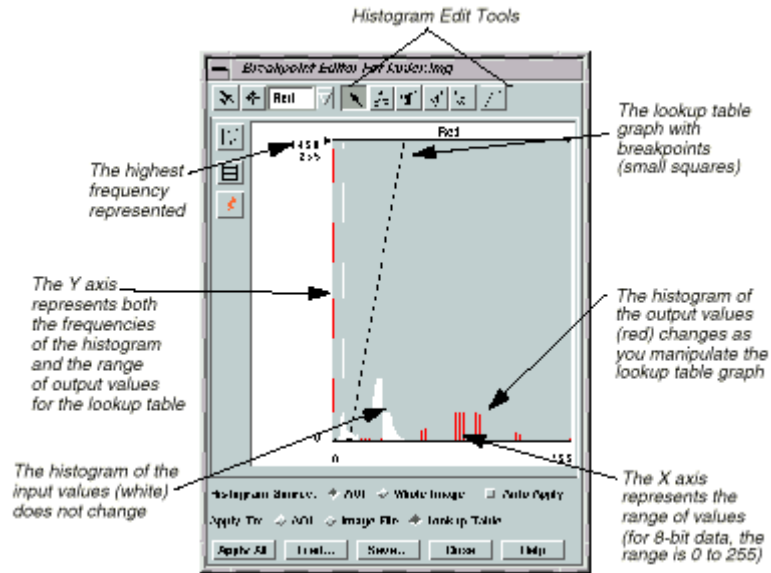 Histogram Edit Tools
Breakpoint Editor For
Red
Red
255
The lookup table
graph with
breakpoints
(small squares)
The highest
frequency
represented
The Y axis
represents both
the frequencies
of the histogram
and the range
of output values
for the lookup table
The histogram of
the output values
(red) changes as
you manipulate the
lookup table graph
0
0
255
The histogram of the
input values (white)
does not change
The X axis
represents the
range of values
(for 8-bit data, the
range is 0 to 255)
Histogram Source: AOI Whole Image Auto Apply
Apply To: AOI Image File Lookup Table
Apply All Load... Save... Close Help